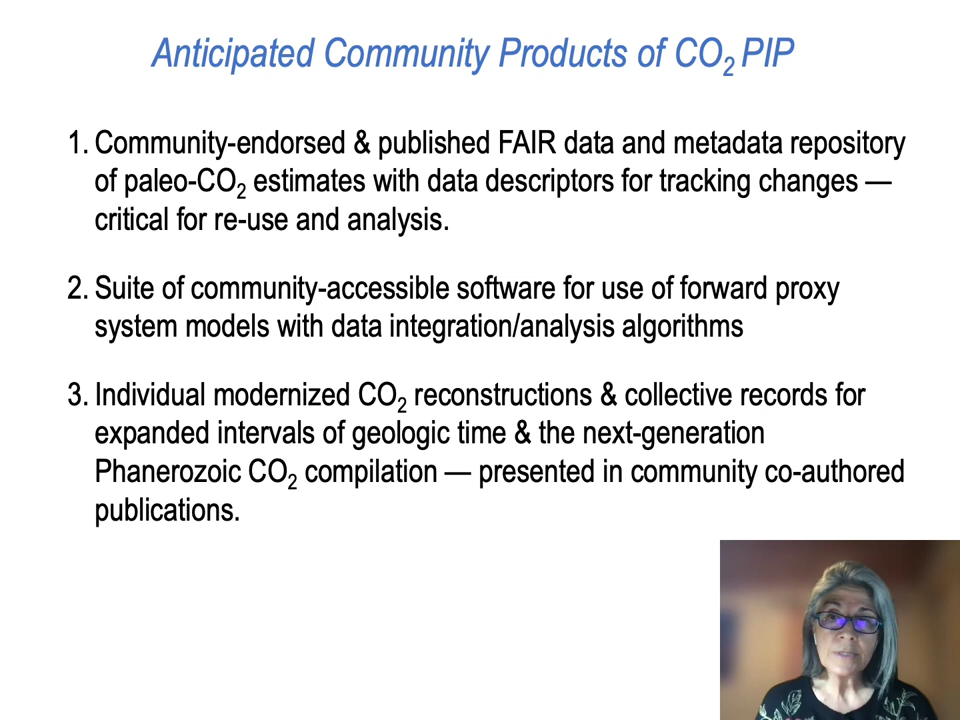 Anticipated Community Products of CO₂ PIP
1. Community-endorsed & published FAIR data and metadata repository
of paleo-CO₂ estimates with data descriptors for tracking changes —
critical for re-use and analysis.
2. Suite of community-accessible software for use of forward proxy
system models with data integration/analysis algorithms
3. Individual modernized CO₂ reconstructions & collective records for
expanded intervals of geologic time & the next-generation
Phanerozoic CO₂ compilation — presented in community co-authored
publications.